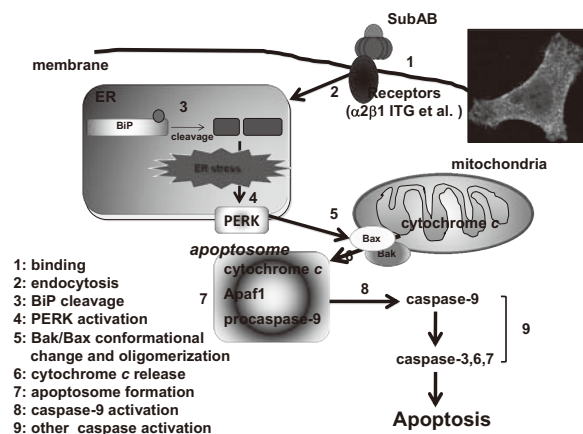 SubAB
membrane
1
2
Receptors
(α2β1 ITG et al. )
ER
3
BiP
cleavage
ER stress
4
PERK
mitochondria
5
cytochrome c
Bax
Bak
6
apoptosome
cytochrome c
7
Apaf1
procaspase-9
8
caspase-9
9
caspase-3,6,7
Apoptosis
1: binding
2: endocytosis
3: BiP cleavage
4: PERK activation
5: Bak/Bax conformational
change and oligomerization
6: cytochrome c release
7: apoptosome formation
8: caspase-9 activation
9: other caspase activation